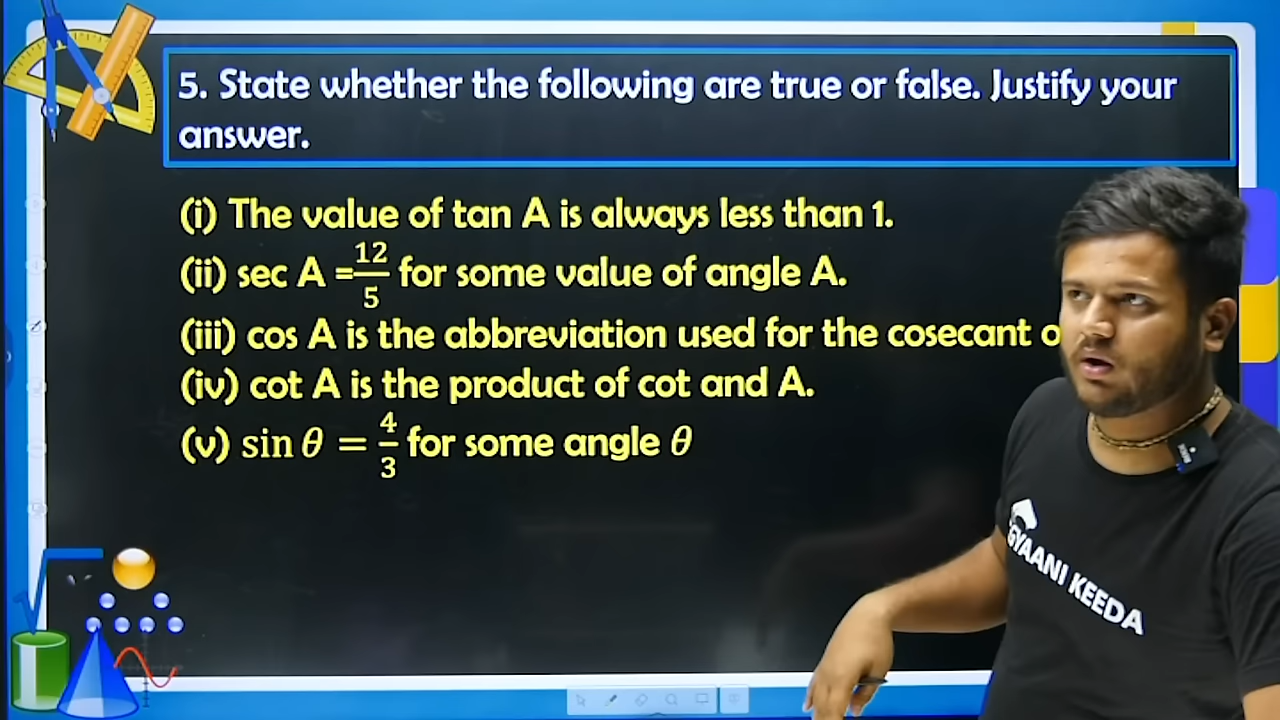 5. State whether the following are true or false. Justify your
answer.
(i) The value of tan A is always less than 1.
(ii) sec A = 12/5 for some value of angle A.
(iii) cos A is the abbreviation used for the cosecant o
(iv) cot A is the product of cot and A.
(v) sin θ = 4/3 for some angle θ
GYAANI KEEDA